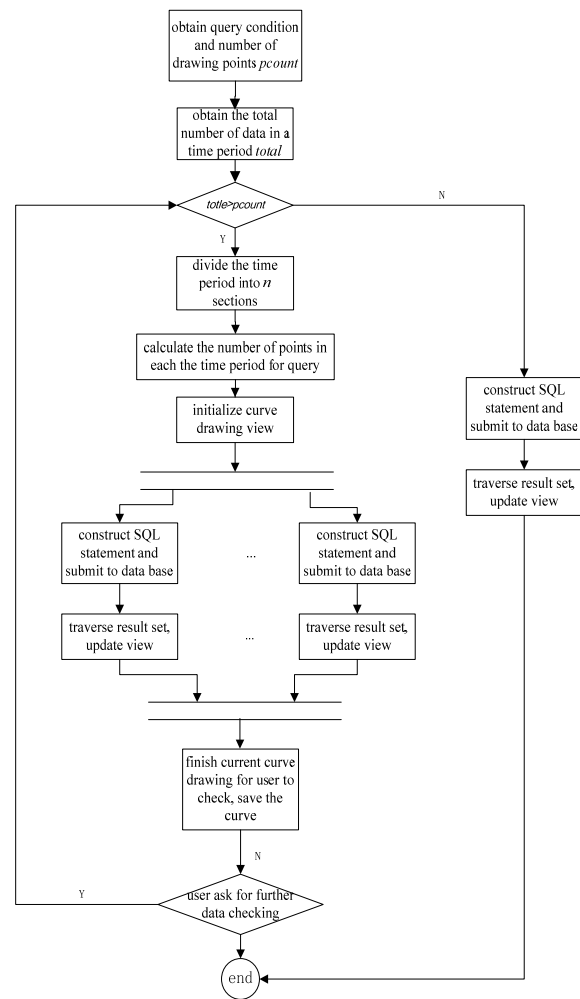 obtain query condition
and number of
drawing points pcount
obtain the total
number of data in a
time period total
totle>pcount
N
Y
divide the time
period into n
sections
calculate the number of points in
each the time period for query
initialize curve
drawing view
construct SQL
statement and
submit to data base
traverse result set,
update view
construct SQL
statement and
submit to data base
...
construct SQL
statement and
submit to data base
traverse result set,
update view
...
traverse result set,
update view
finish current curve
drawing for user to
check, save the
curve
N
Y
user ask for further
data checking
end